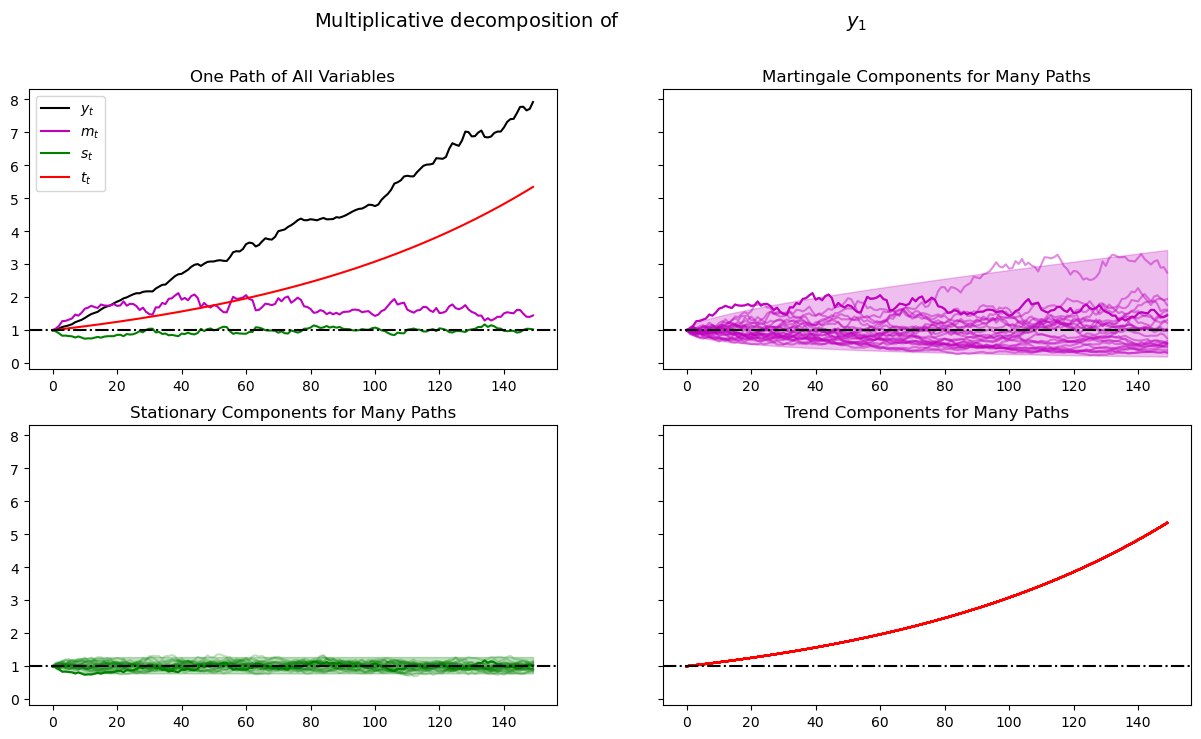 Multiplicative decomposition of y₁
One Path of All Variables
8
7
6
5
4
3
2
1
0
yₜ
mₜ
sₜ
tₜ
0 20 40 60 80 100 120 140
Martingale Components for Many Paths
0 20 40 60 80 100 120 140
Stationary Components for Many Paths
8
7
6
5
4
3
2
1
0
0 20 40 60 80 100 120 140
Trend Components for Many Paths
0 20 40 60 80 100 120 140